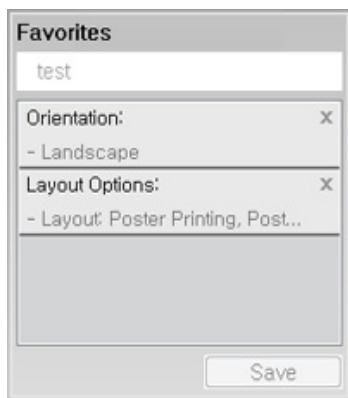 Favorites
test
Orientation: x
- Landscape
Layout Options: x
- Layout: Poster Printing, Post...
Save